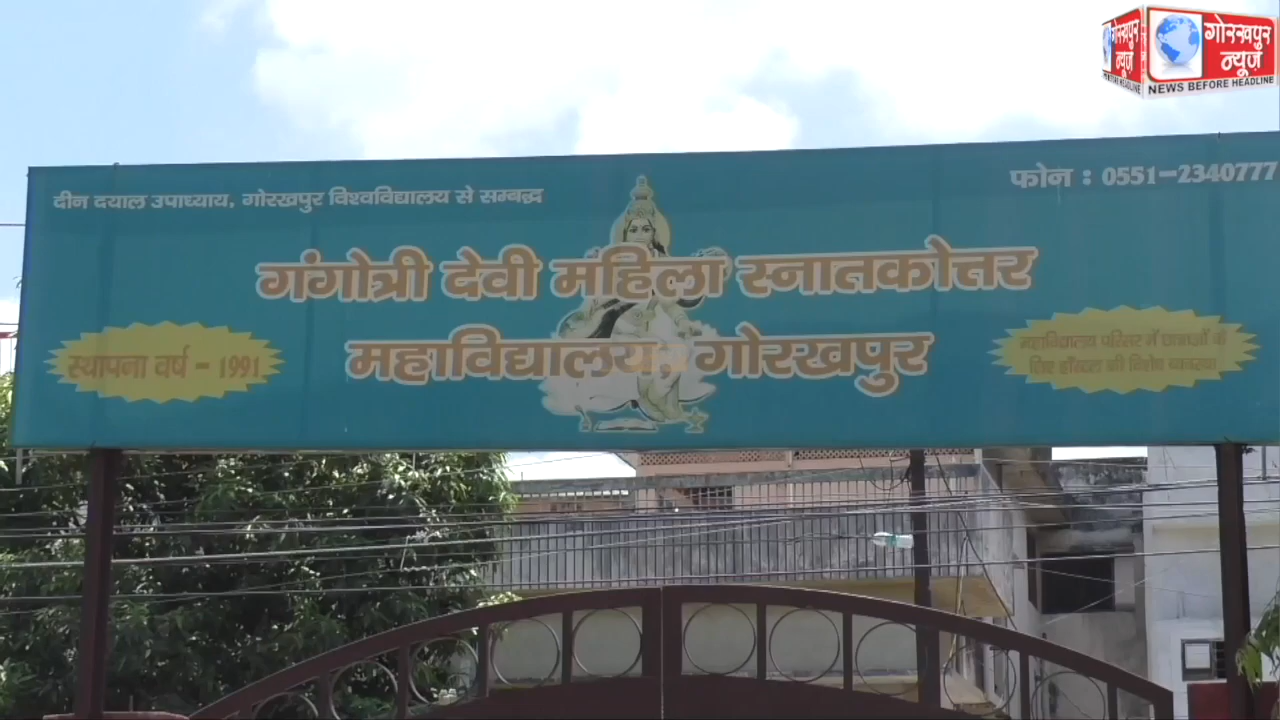 गोरखपुर
न्यूज़
NEWS BEFORE HEADLINE
गोरखपुर
न्यूज़
दीन दयाल उपाध्याय, गोरखपुर विश्वविद्यालय से सम्बद्ध
फोन : 0551-2340777
गंगोत्री देवी महिला स्नातकोत्तर
महाविद्यालय, गोरखपुर
स्थापना वर्ष - 1991
महाविद्यालय परिसर में छात्राओं के
लिए हॉस्टल की विशेष व्यवस्था